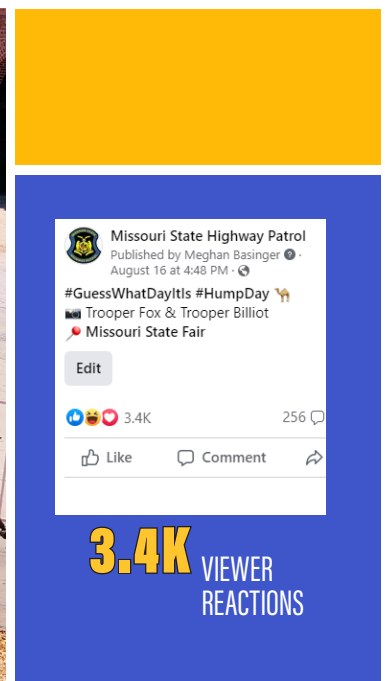 Missouri State Highway Patrol
Published by Meghan Basinger ·
August 16 at 4:48 PM ·
#GuessWhatDayItIs #HumpDay 🐪
📷 Trooper Fox & Trooper Billiot
📍 Missouri State Fair
Edit
3.4K 256
Like Comment
3.4K VIEWER
REACTIONS